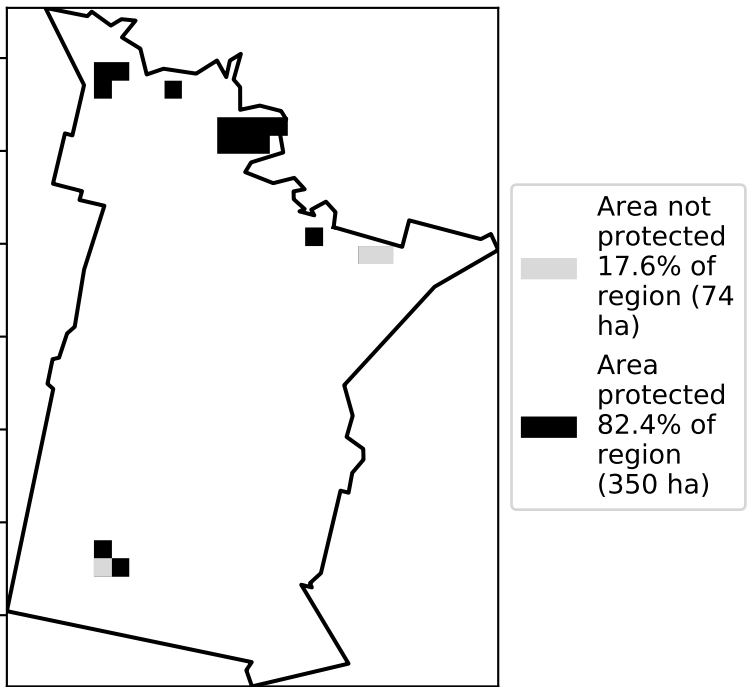 Area not
protected
17.6% of
region (74
ha)
Area
protected
82.4% of
region
(350 ha)